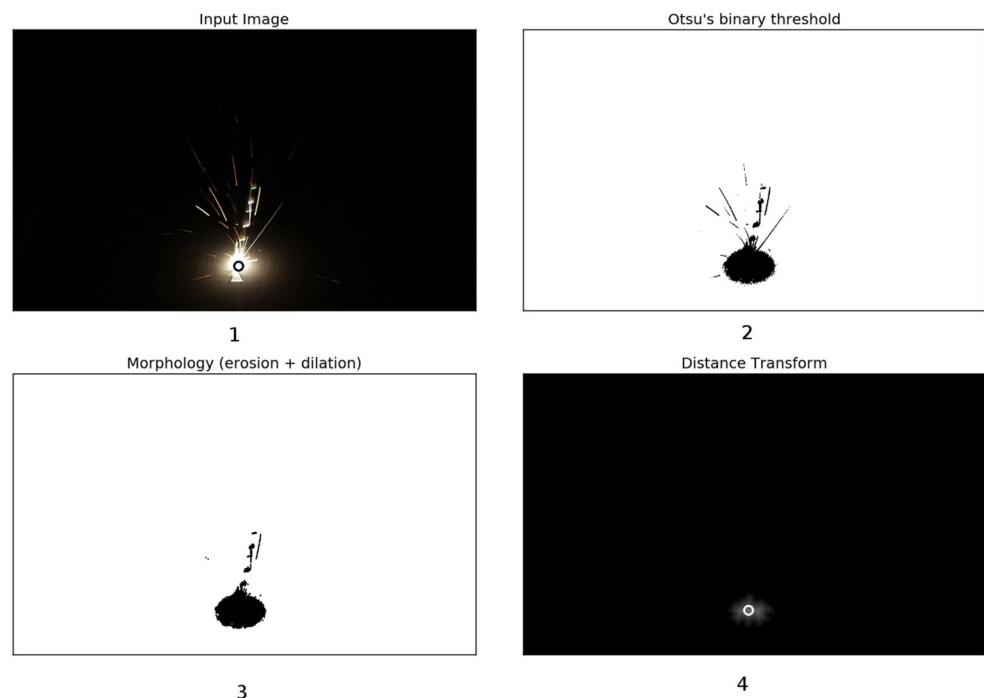 Input Image
Otsu's binary threshold
1
2
Morphology (erosion + dilation)
Distance Transform
3
4